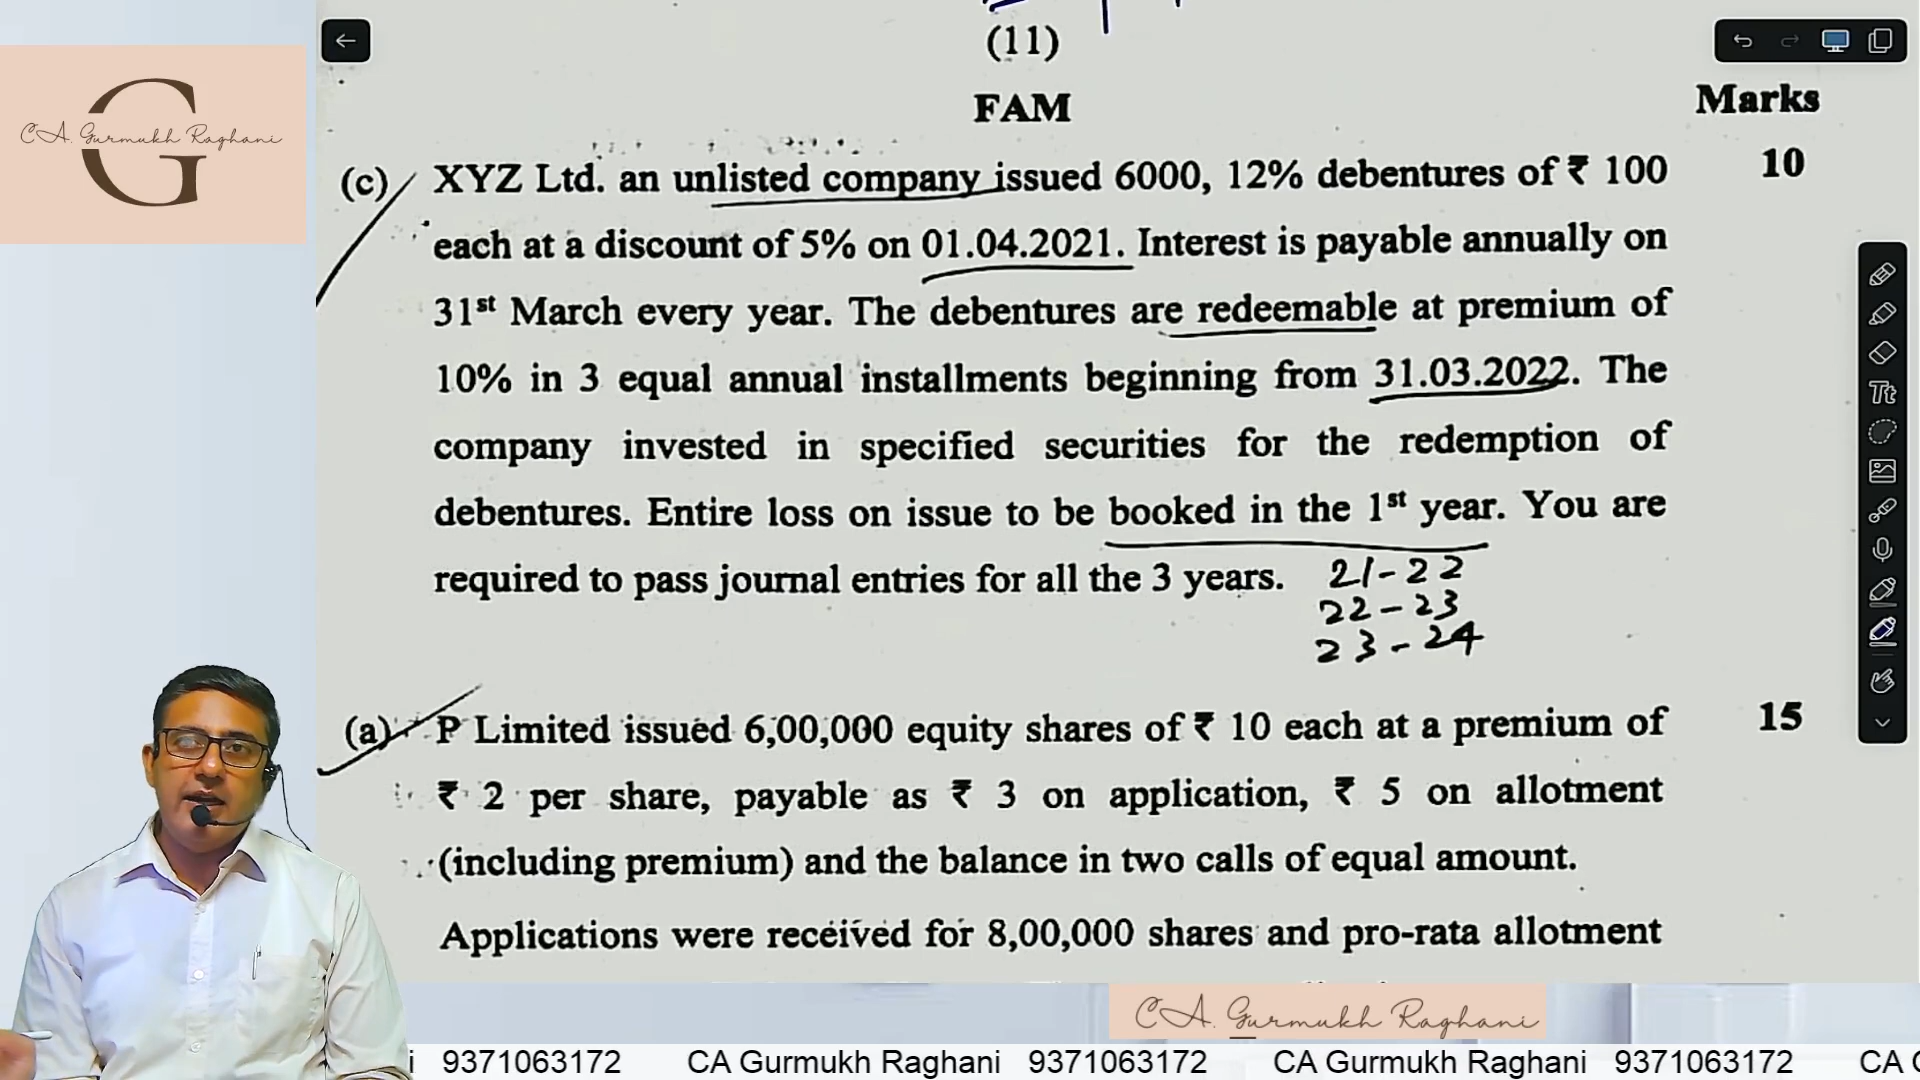 (11)
FAM
Marks
CA. Gurmukh Raghani
(c) XYZ Ltd. an unlisted company issued 6000, 12% debentures of ₹ 100 10
each at a discount of 5% on 01.04.2021. Interest is payable annually on
31st March every year. The debentures are redeemable at premium of
10% in 3 equal annual installments beginning from 31.03.2022. The
company invested in specified securities for the redemption of
debentures. Entire loss on issue to be booked in the 1st year. You are
required to pass journal entries for all the 3 years. 21-22
22-23
23-24
(a) P Limited issued 6,00,000 equity shares of ₹ 10 each at a premium of 15
₹ 2 per share, payable as ₹ 3 on application, ₹ 5 on allotment
(including premium) and the balance in two calls of equal amount.
Applications were received for 8,00,000 shares and pro-rata allotment
CA. Gurmukh Raghani
i 9371063172 CA Gurmukh Raghani 9371063172 CA Gurmukh Raghani 9371063172 CA G
Tt